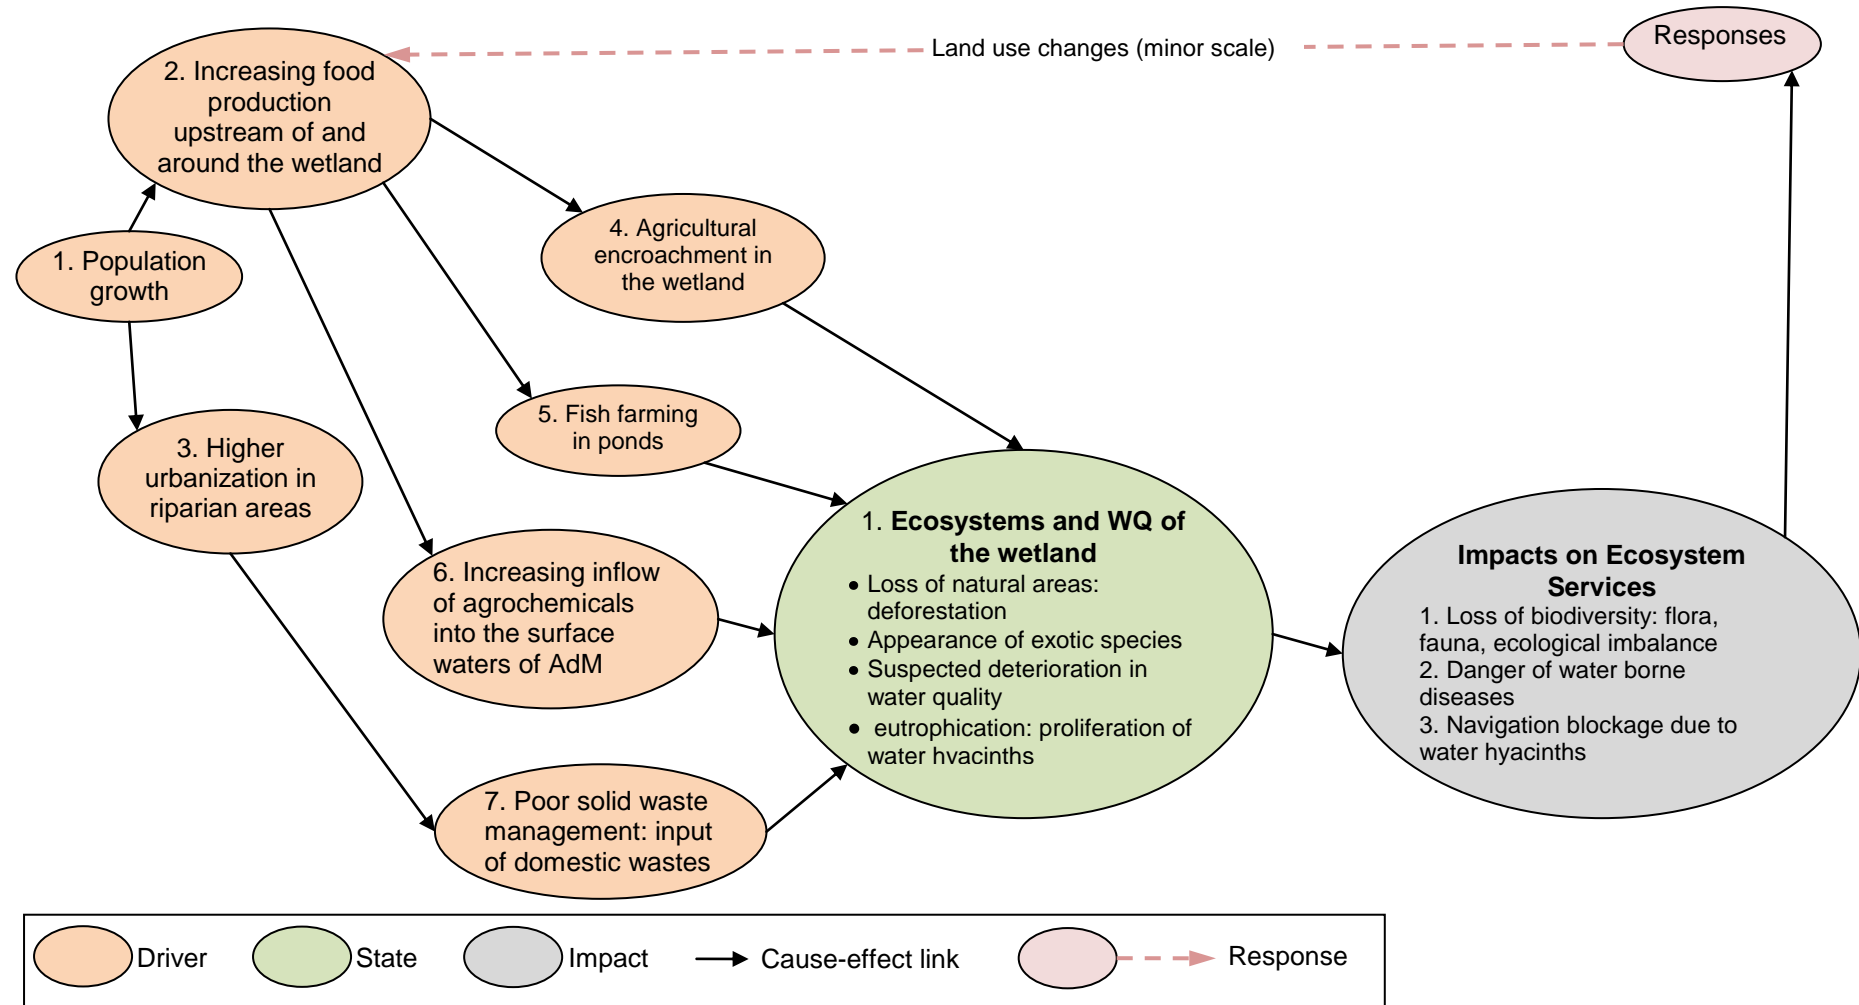 Responses
Land use changes (minor scale)
2. Increasing food
production
upstream of and
around the wetland
4. Agricultural
encroachment in
the wetland
1. Population
growth
5. Fish farming
in ponds
3. Higher
urbanization in
riparian areas
1. Ecosystems and WQ of
the wetland
• Loss of natural areas:
deforestation
• Appearance of exotic species
• Suspected deterioration in
water quality
• eutrophication: proliferation of
water hvacinths
Impacts on Ecosystem
Services
1. Loss of biodiversity: flora,
fauna, ecological imbalance
2. Danger of water borne
diseases
3. Navigation blockage due to
water hyacinths
6. Increasing inflow
of agrochemicals
into the surface
waters of AdM
7. Poor solid waste
management: input
of domestic wastes
Driver
State
Impact
Cause-effect link
Response